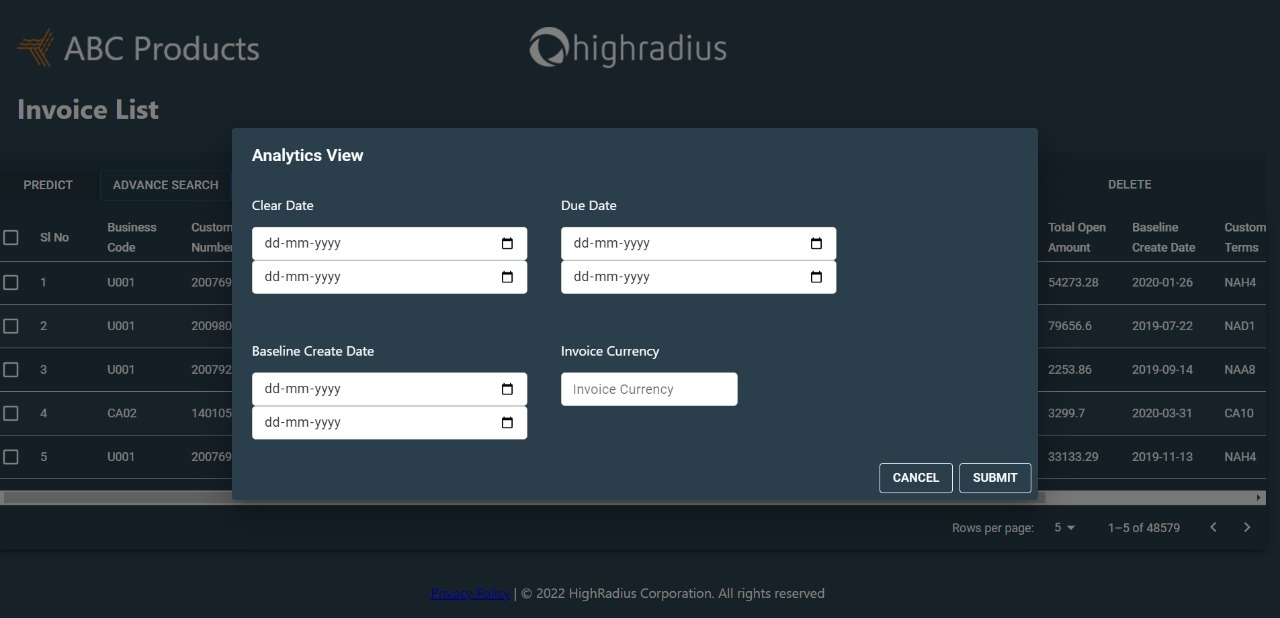 ABC Products
highradius
Invoice List
Analytics View
PREDICT
ADVANCE SEARCH
DELETE
Clear Date
Due Date
dd-mm-yyyy
dd-mm-yyyy
dd-mm-yyyy
dd-mm-yyyy
Baseline Create Date
Invoice Currency
dd-mm-yyyy
Invoice Currency
dd-mm-yyyy
CANCEL
SUBMIT
Sl No
Business
Code
Custom
Number
Total Open
Amount
Baseline
Create Date
Custom
Terms
1 U001 200769 54273.28 2020-01-26 NAH4
2 U001 200980 79656.6 2019-07-22 NAD1
3 U001 200792 2253.86 2019-09-14 NAA8
4 CA02 140105 3299.7 2020-03-31 CA10
5 U001 200769 33133.29 2019-11-13 NAH4
Rows per page: 5 1–5 of 48579
Privacy Policy | © 2022 HighRadius Corporation. All rights reserved